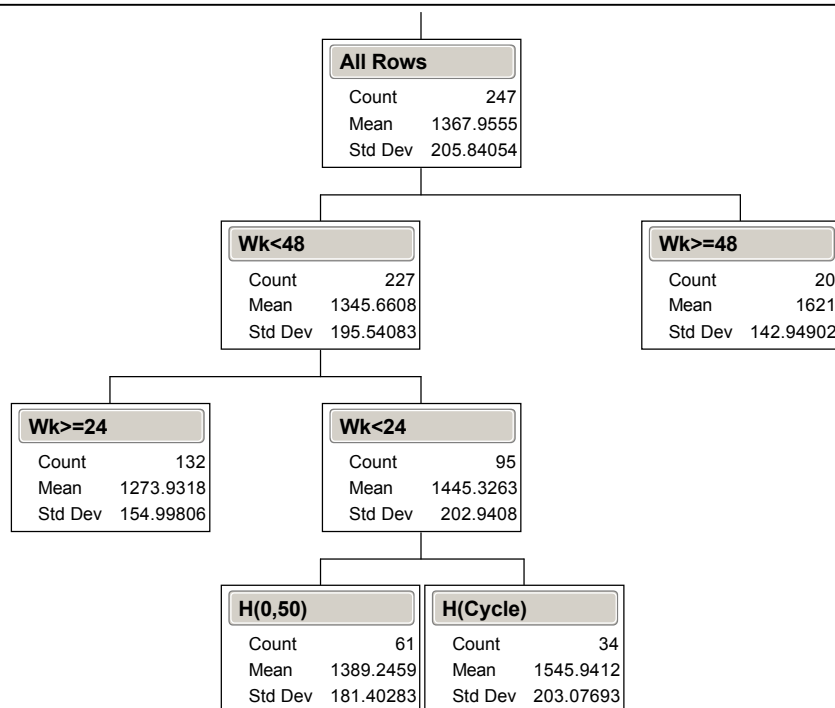 All Rows
Count 247
Mean 1367.9555
Std Dev 205.84054
Wk<48
Count 227
Mean 1345.6608
Std Dev 195.54083
Wk>=48
Count 20
Mean 1621
Std Dev 142.94902
Wk>=24
Count 132
Mean 1273.9318
Std Dev 154.99806
Wk<24
Count 95
Mean 1445.3263
Std Dev 202.9408
H(0,50)
Count 61
Mean 1389.2459
Std Dev 181.40283
H(Cycle)
Count 34
Mean 1545.9412
Std Dev 203.07693